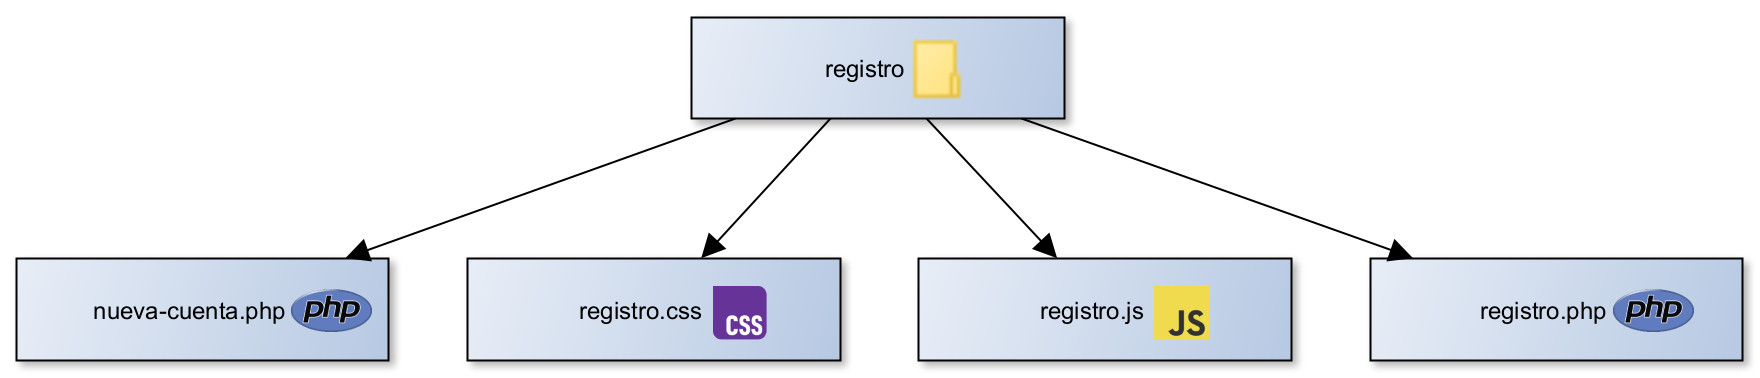 registro
nueva-cuenta.php php
registro.css CSS
registro.js JS
registro.php php